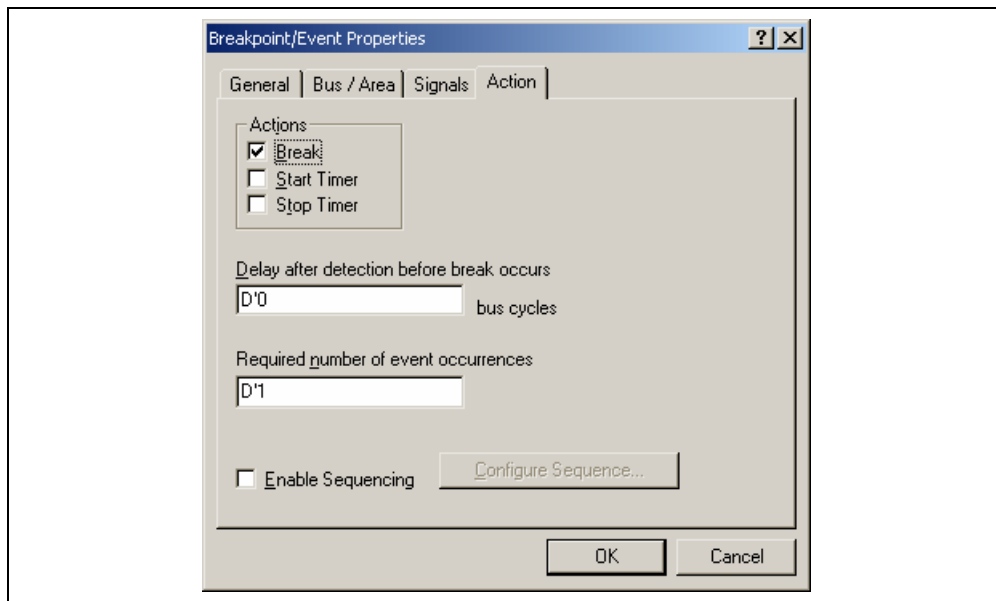 Breakpoint/Event Properties
General Bus / Area Signals Action
Actions
Break
Start Timer
Stop Timer
Delay after detection before break occurs
D'0 bus cycles
Required number of event occurrences
D'1
Enable Sequencing Configure Sequence...
OK Cancel